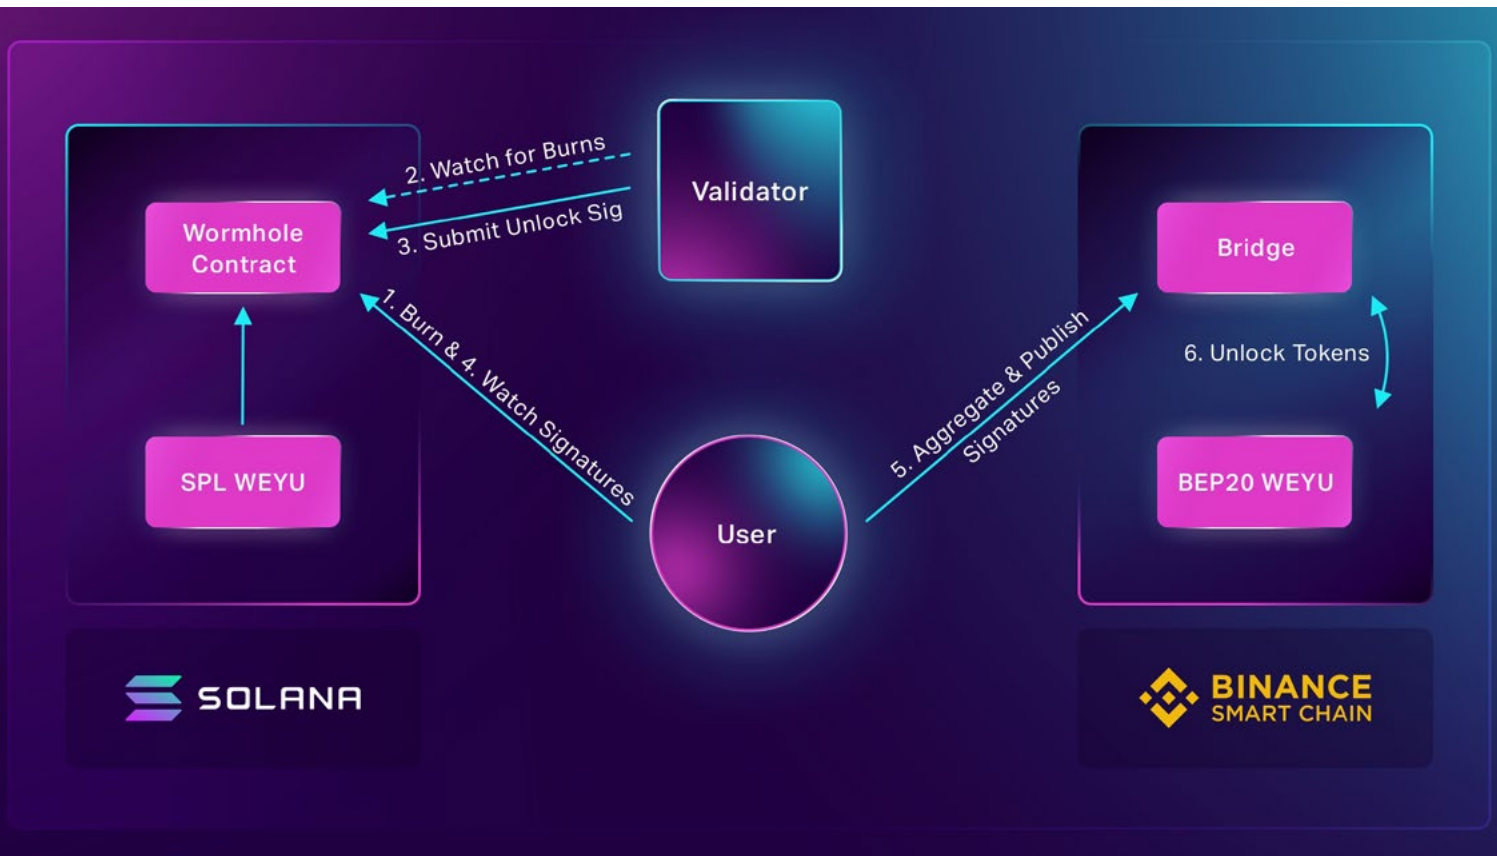 2. Watch for Burns
3. Submit Unlock Sig
Validator
Wormhole
Contract
Bridge
1. Burn & 4. Watch Signatures
5. Aggregate & Publish
Signatures
6. Unlock Tokens
SPL WEYU
User
BEP20 WEYU
SOLANA
BINANCE
SMART CHAIN